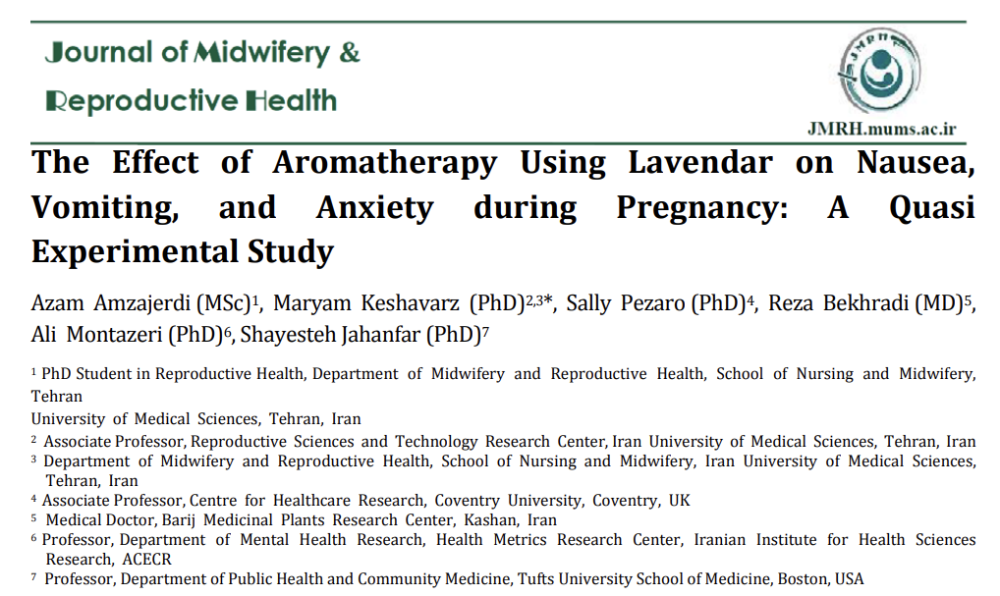 Journal of Midwifery &
Reproductive Health
JMRH
JMRH.mums.ac.ir
The Effect of Aromatherapy Using Lavendar on Nausea,
Vomiting, and Anxiety during Pregnancy: A Quasi
Experimental Study
Azam Amzajerdi (MSc)1, Maryam Keshavarz (PhD)2,3*, Sally Pezaro (PhD)4, Reza Bekhradi (MD)5,
Ali Montazeri (PhD)6, Shayesteh Jahanfar (PhD)7
1 PhD Student in Reproductive Health, Department of Midwifery and Reproductive Health, School of Nursing and Midwifery,
Tehran
University of Medical Sciences, Tehran, Iran
2 Associate Professor, Reproductive Sciences and Technology Research Center, Iran University of Medical Sciences, Tehran, Iran
3 Department of Midwifery and Reproductive Health, School of Nursing and Midwifery, Iran University of Medical Sciences,
Tehran, Iran
4 Associate Professor, Centre for Healthcare Research, Coventry University, Coventry, UK
5 Medical Doctor, Barij Medicinal Plants Research Center, Kashan, Iran
6 Professor, Department of Mental Health Research, Health Metrics Research Center, Iranian Institute for Health Sciences
Research, ACECR
7 Professor, Department of Public Health and Community Medicine, Tufts University School of Medicine, Boston, USA